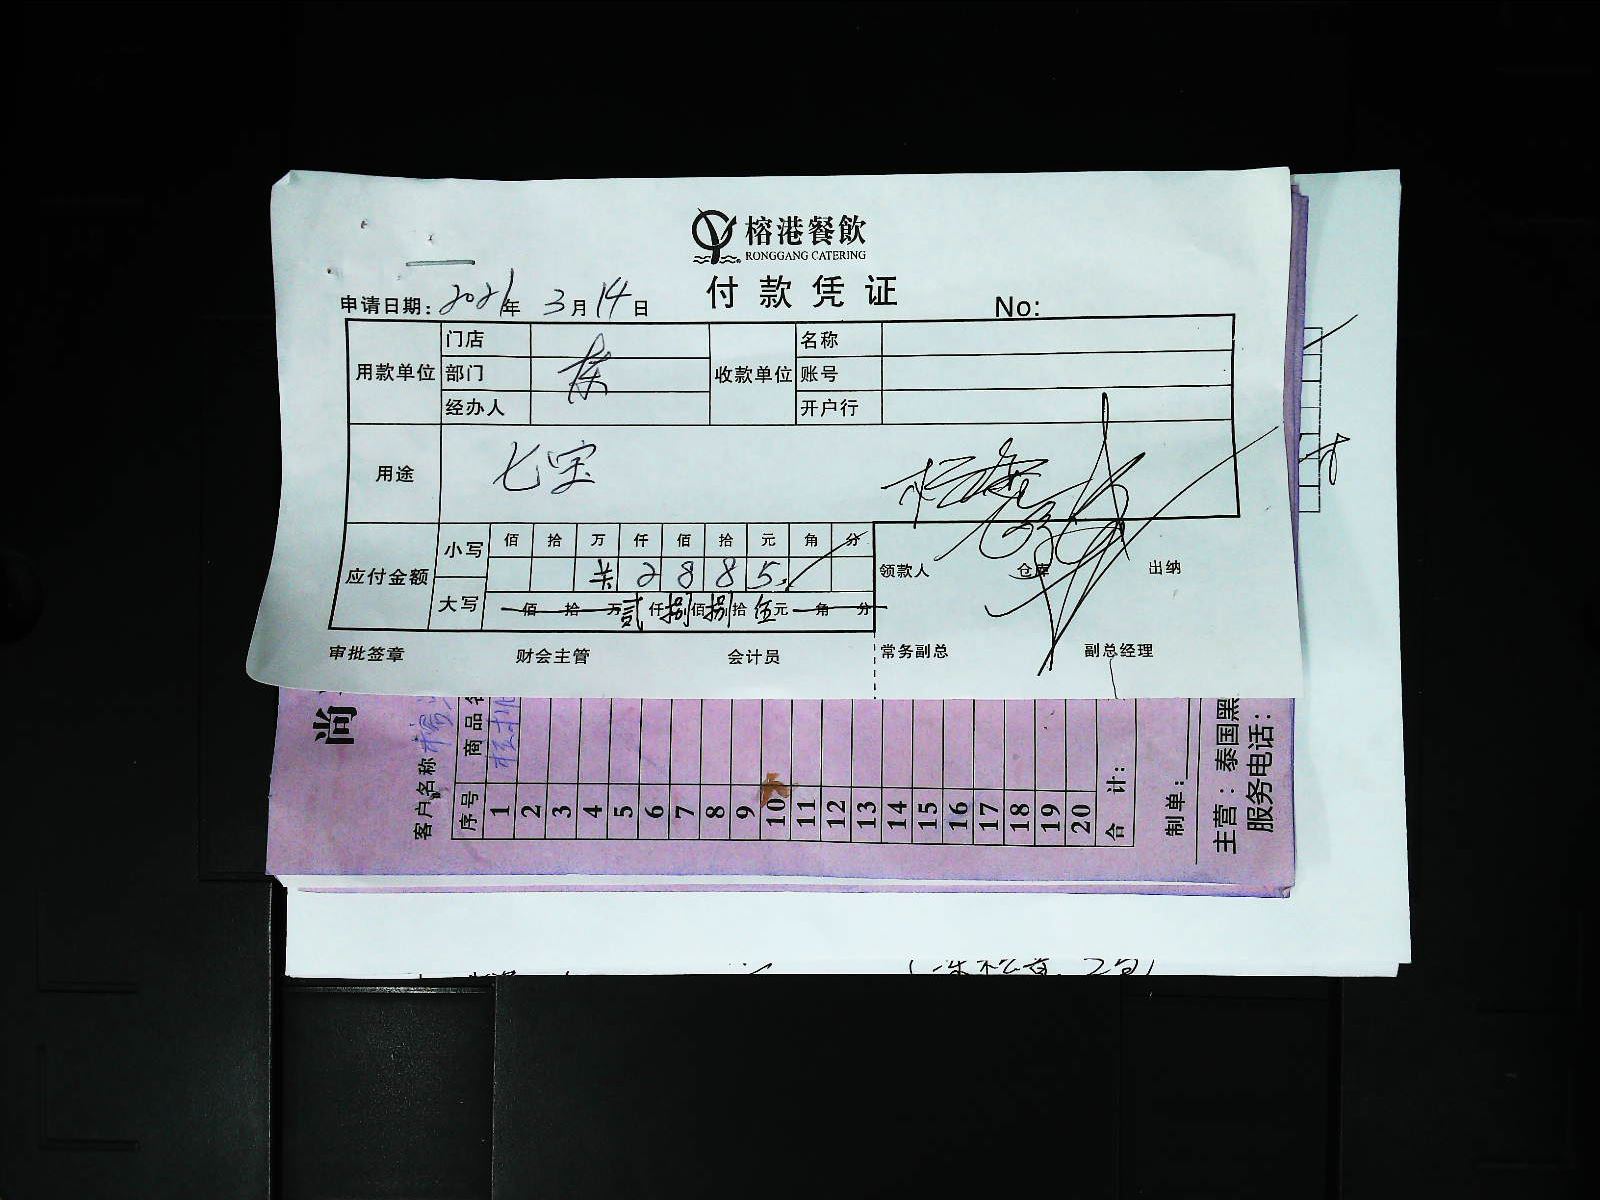 榕港餐飲
RONGGANG CATERING
付款凭证
申请日期: 2021年 3月14日 No:
用款单位 门店 收款单位 名称
部门 账号
经办人 开户行
用途 七宝
应付金额 小写 佰 拾 万 仟 佰 拾 元 角 分
2 8 8 5
大写 佰 拾 万 贰 仟 捌 佰 捌 拾 伍 元 角 分
领款人 仓库 出纳
审批签章 财会主管 会计员 常务副总 副总经理
尚
客户名称
序号 商品名
1
2
3
4
5
6
7
8
9
10
11
12
13
14
15
16
17
18
19
20
合 计:
制单:
主营: 泰国黑
服务电话: